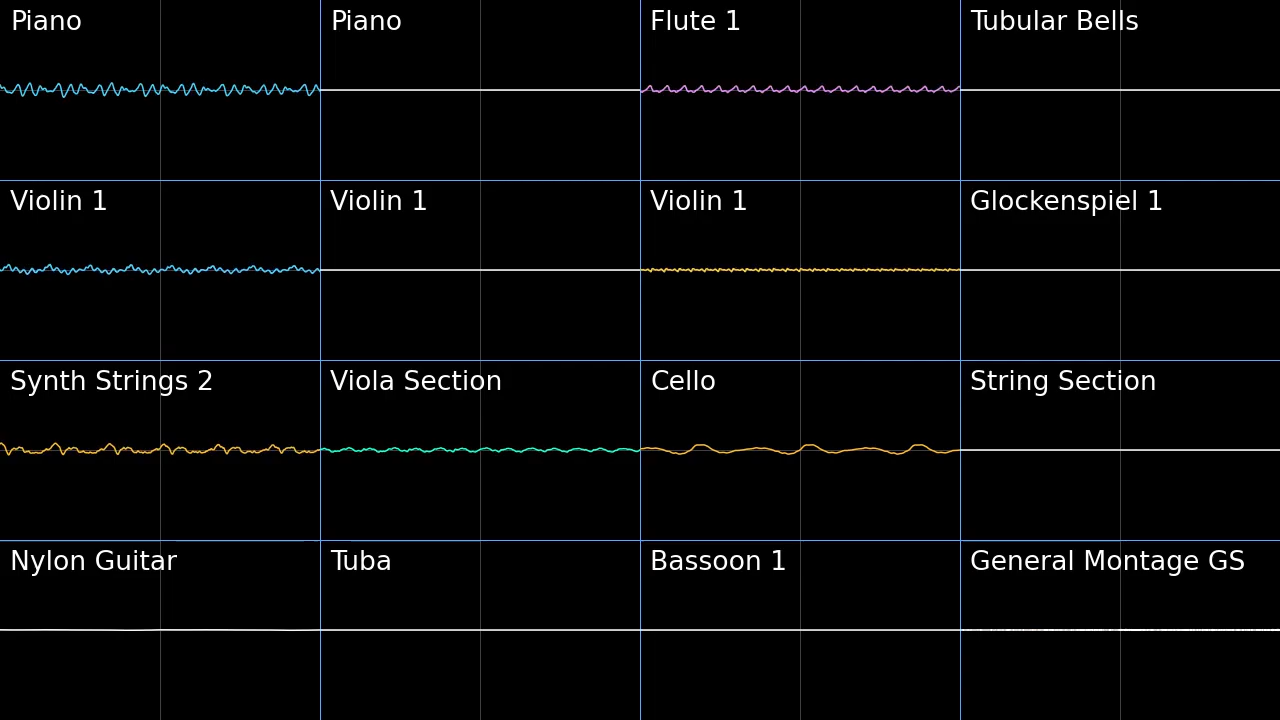 Piano
Piano
Flute 1
Tubular Bells
Violin 1
Violin 1
Violin 1
Glockenspiel 1
Synth Strings 2
Viola Section
Cello
String Section
Nylon Guitar
Tuba
Bassoon 1
General Montage GS